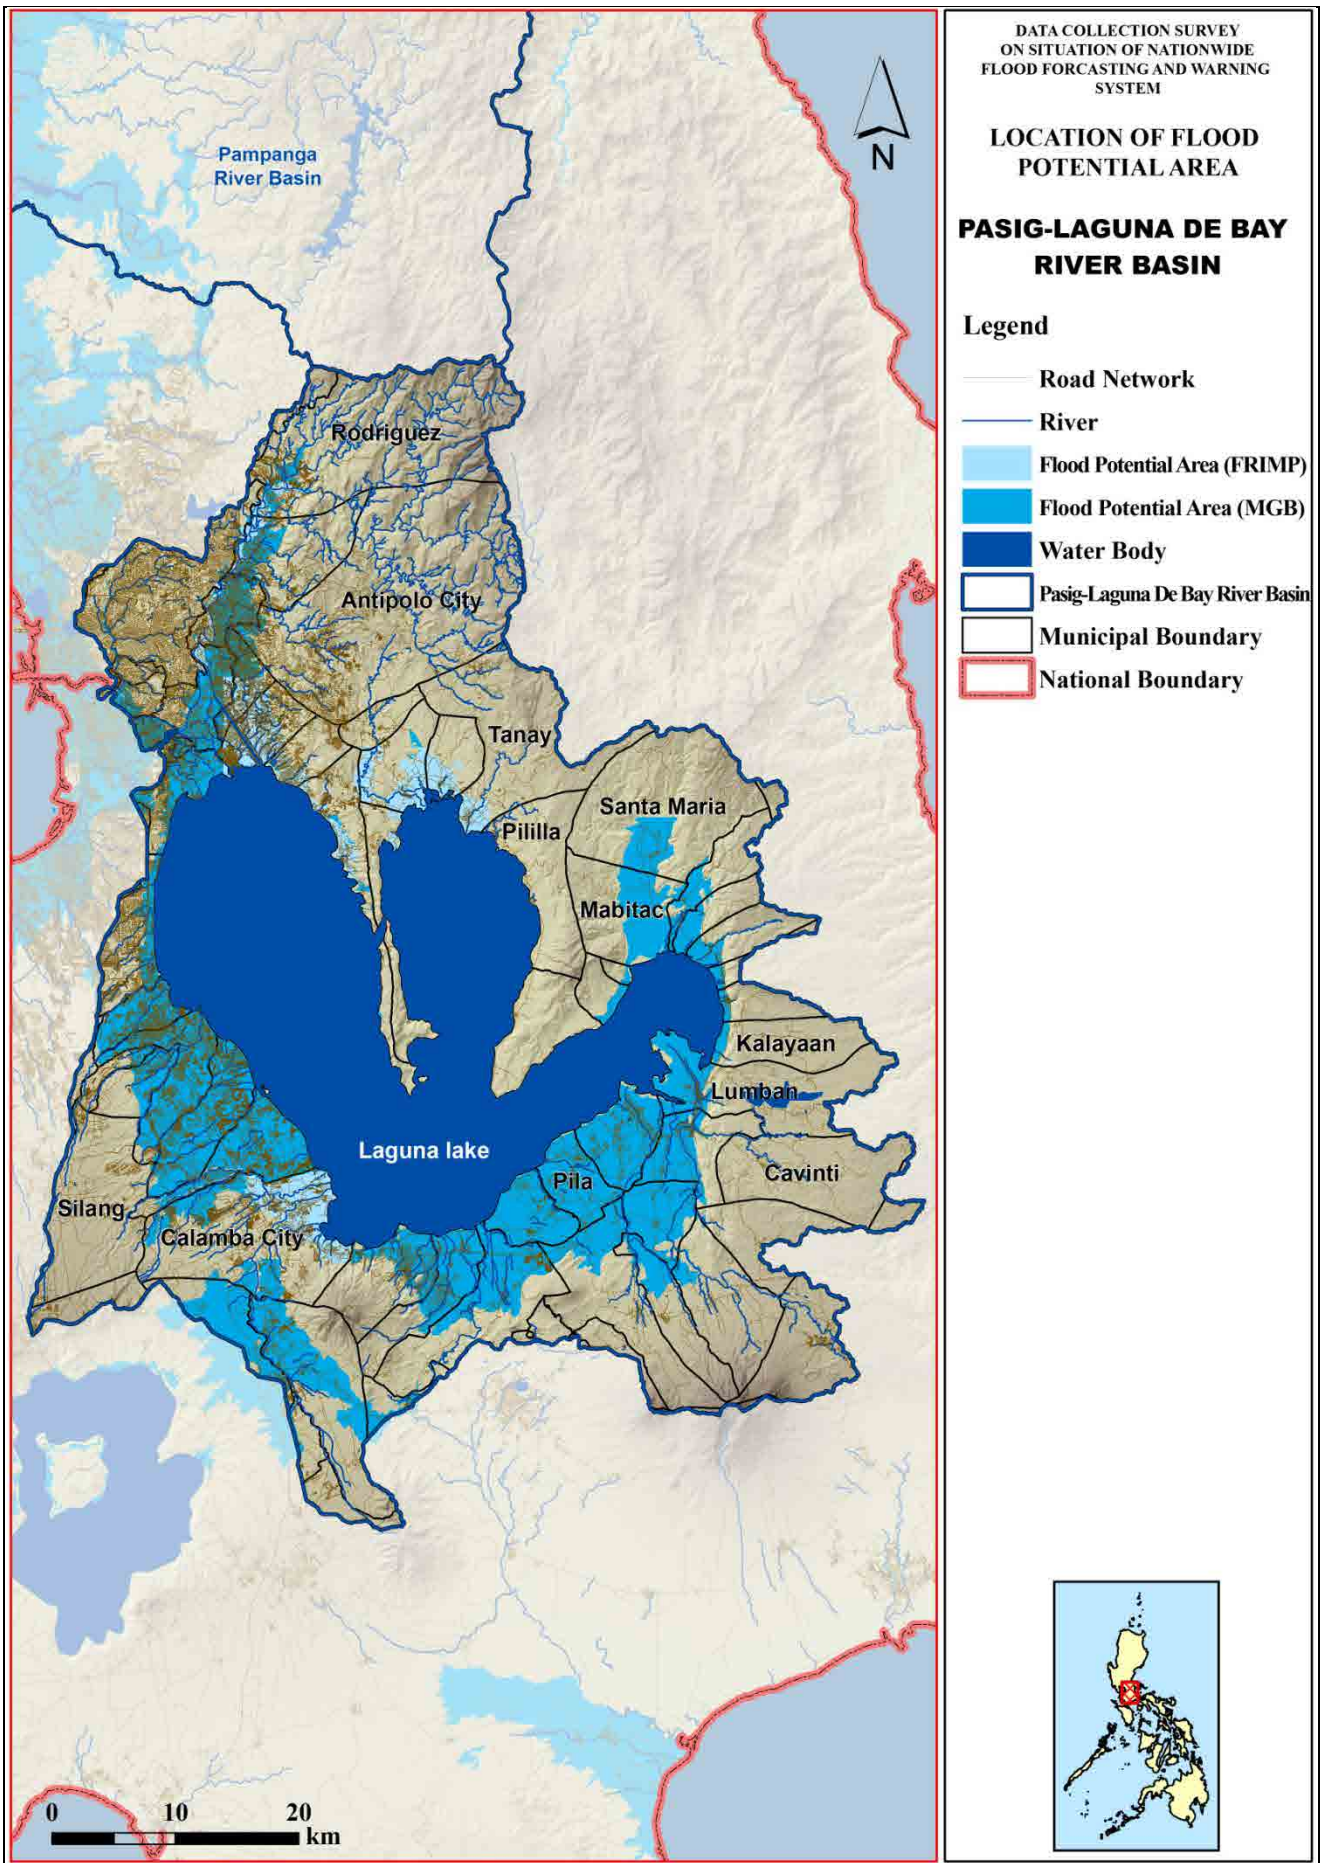 DATA COLLECTION SURVEY
ON SITUATION OF NATIONWIDE
FLOOD FORCASTING AND WARNING
SYSTEM
LOCATION OF FLOOD
POTENTIAL AREA
PASIG-LAGUNA DE BAY
RIVER BASIN
Legend
Road Network
River
Flood Potential Area (FRIMP)
Flood Potential Area (MGB)
Water Body
Pasig-Laguna De Bay River Basin
Municipal Boundary
National Boundary
N
Pampanga
River Basin
Rodriguez
Antipolo City
Tanay
Santa Maria
Pililla
Mabitac
Kalayaan
Lumban
Laguna lake
Cavinti
Pila
Silang
Calamba City
0 10 20
km